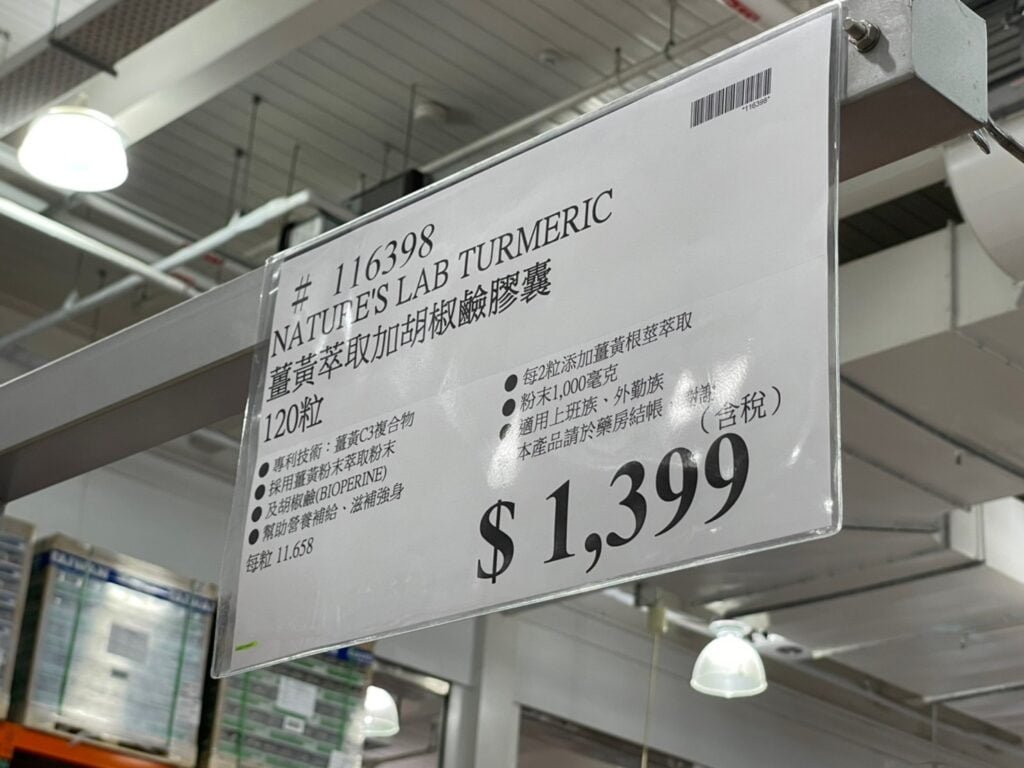 *116398*
# 116398
NATURE'S LAB TURMERIC
薑黃萃取加胡椒鹼膠囊
120粒
● 專利技術：薑黃C3複合物
● 採用薑黃粉末萃取粉末
● 及胡椒鹼(BIOPERINE)
● 幫助營養補給、滋補強身
每粒 11.658
● 每2粒添加薑黃根莖萃取
● 粉末1,000毫克
● 適用上班族、外勤族
本產品請於藥房結帳 謝謝
(含稅)
$ 1,399